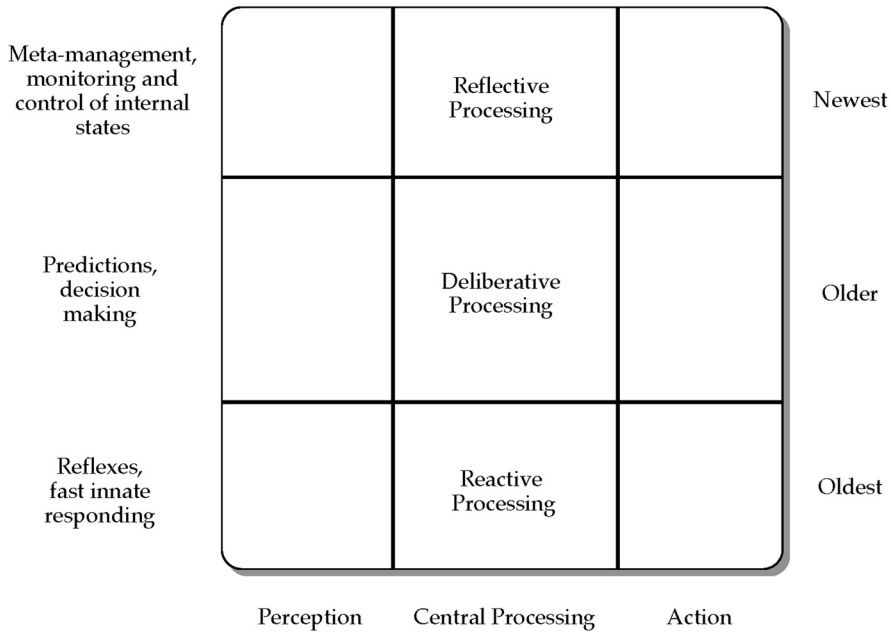 Meta-management,
monitoring and
control of internal
states
Reflective
Processing
Newest
Predictions,
decision
making
Deliberative
Processing
Older
Reflexes,
fast innate
responding
Reactive
Processing
Oldest
Perception
Central Processing
Action